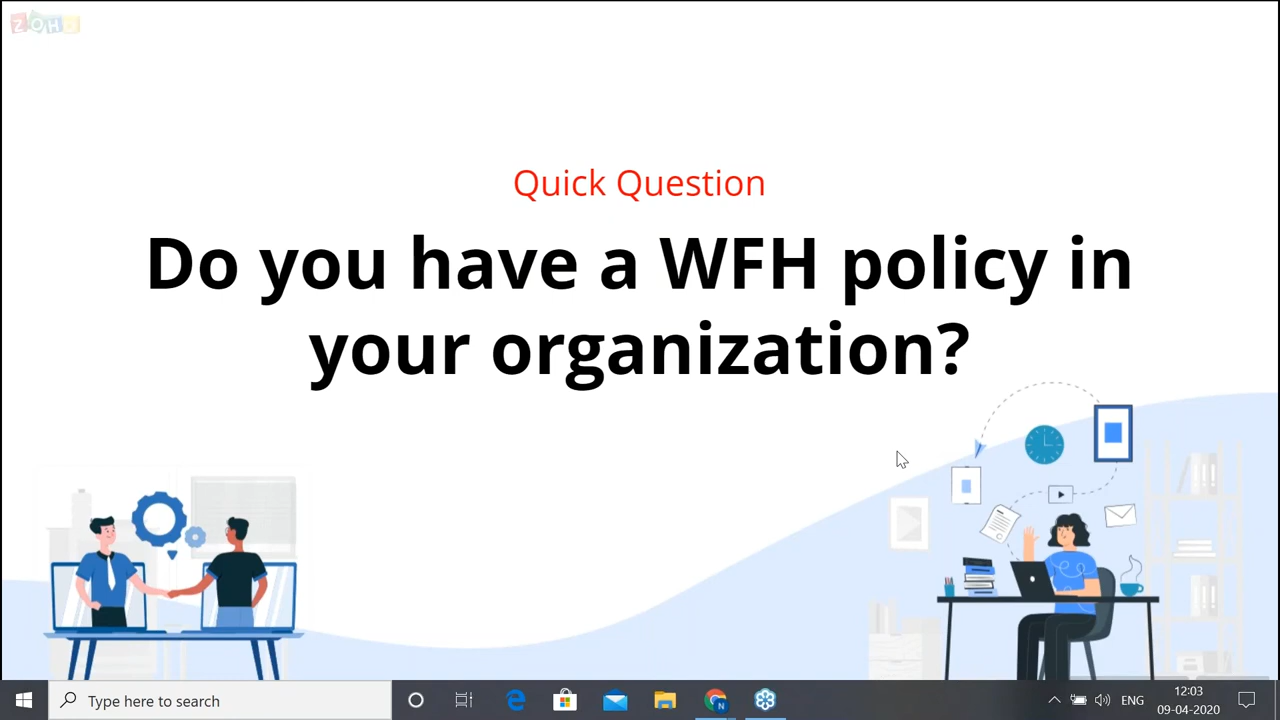 ZOHO
Quick Question
Do you have a WFH policy in
your organization?
Type here to search
N
ENG
12:03
09-04-2020